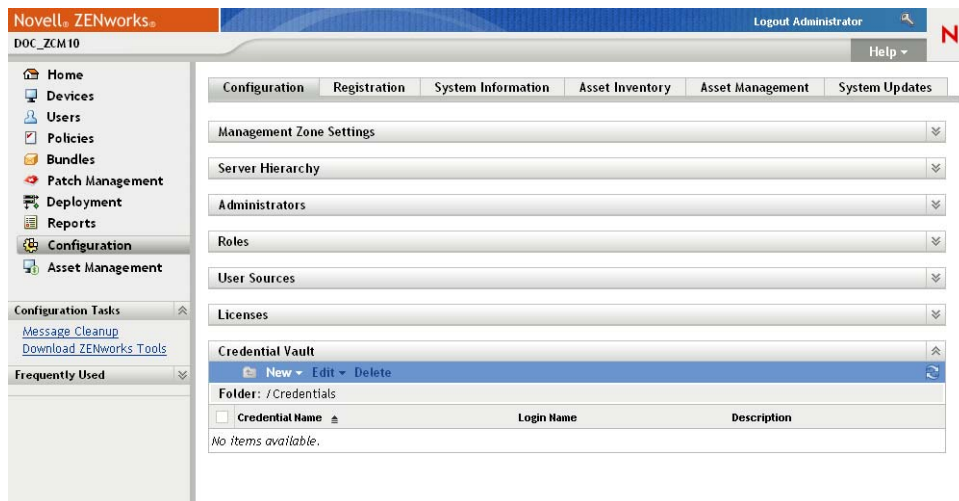 Novell® ZENworks®
Logout Administrator
N
DOC_ZCM10
Help
Home
Devices
Users
Policies
Bundles
Patch Management
Deployment
Reports
Configuration
Asset Management
Configuration Tasks
Message Cleanup
Download ZENworks Tools
Frequently Used
Configuration Registration System Information Asset Inventory Asset Management System Updates
Management Zone Settings
Server Hierarchy
Administrators
Roles
User Sources
Licenses
Credential Vault
New Edit Delete
Folder: /Credentials
Credential Name Login Name Description
No items available.